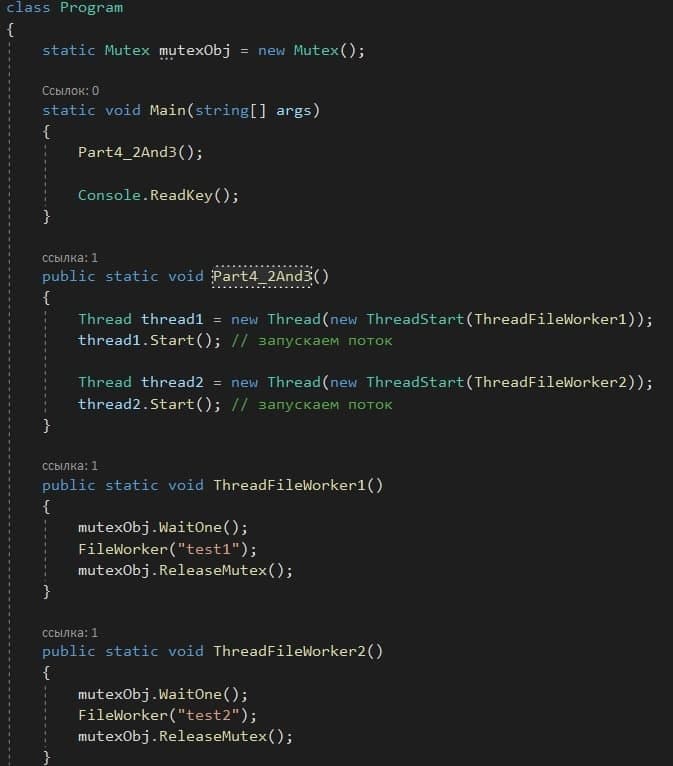 class Program
{
static Mutex mutexObj = new Mutex();
Ссылок: 0
static void Main(string[] args)
{
Part4_2And3();
Console.ReadKey();
}
ссылка: 1
public static void Part4_2And3()
{
Thread thread1 = new Thread(new ThreadStart(ThreadFileWorker1));
thread1.Start(); // запускаем поток
Thread thread2 = new Thread(new ThreadStart(ThreadFileWorker2));
thread2.Start(); // запускаем поток
}
ссылка: 1
public static void ThreadFileWorker1()
{
mutexObj.WaitOne();
FileWorker("test1");
mutexObj.ReleaseMutex();
}
ссылка: 1
public static void ThreadFileWorker2()
{
mutexObj.WaitOne();
FileWorker("test2");
mutexObj.ReleaseMutex();
}